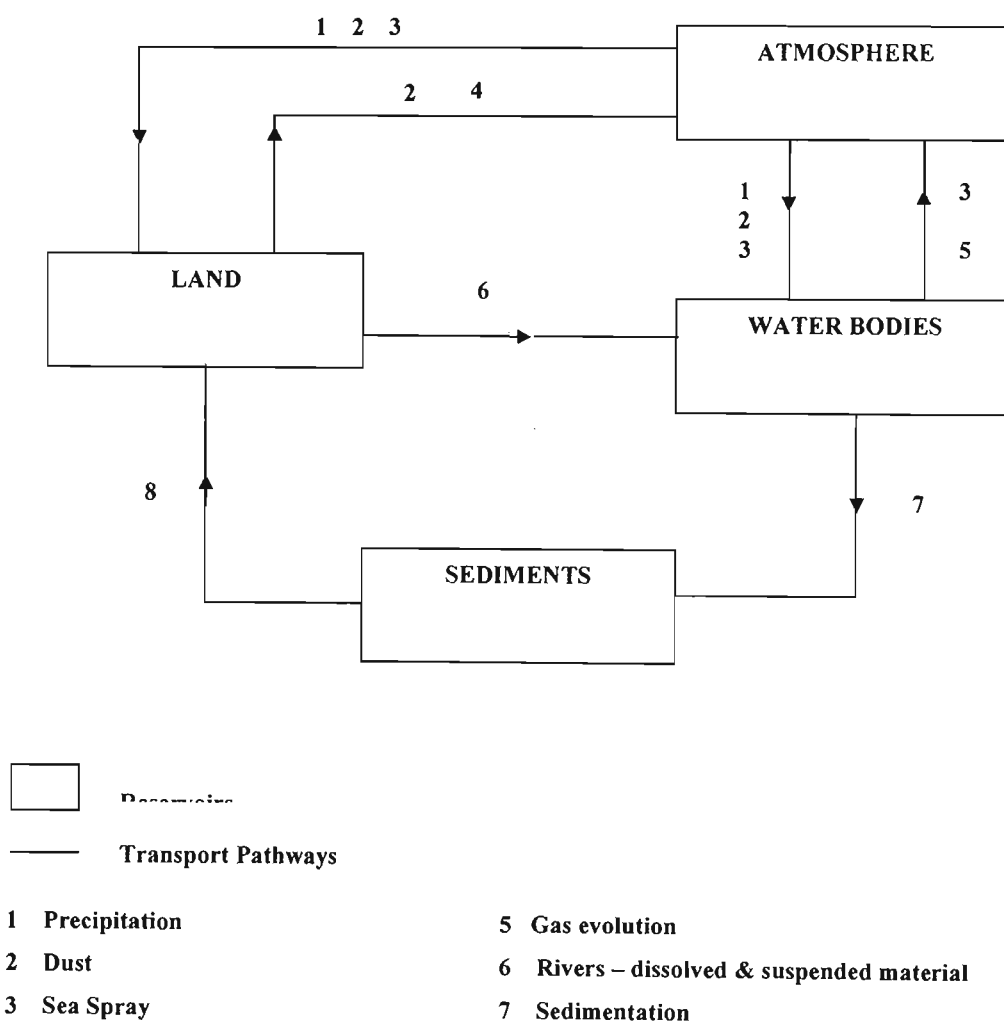 1 2 3
ATMOSPHERE
2 4
1
2
3
3
5
LAND
6
WATER BODIES
8
7
SEDIMENTS
Transport Pathways
1 Precipitation
2 Dust
3 Sea Spray
5 Gas evolution
6 Rivers – dissolved & suspended material
7 Sedimentation